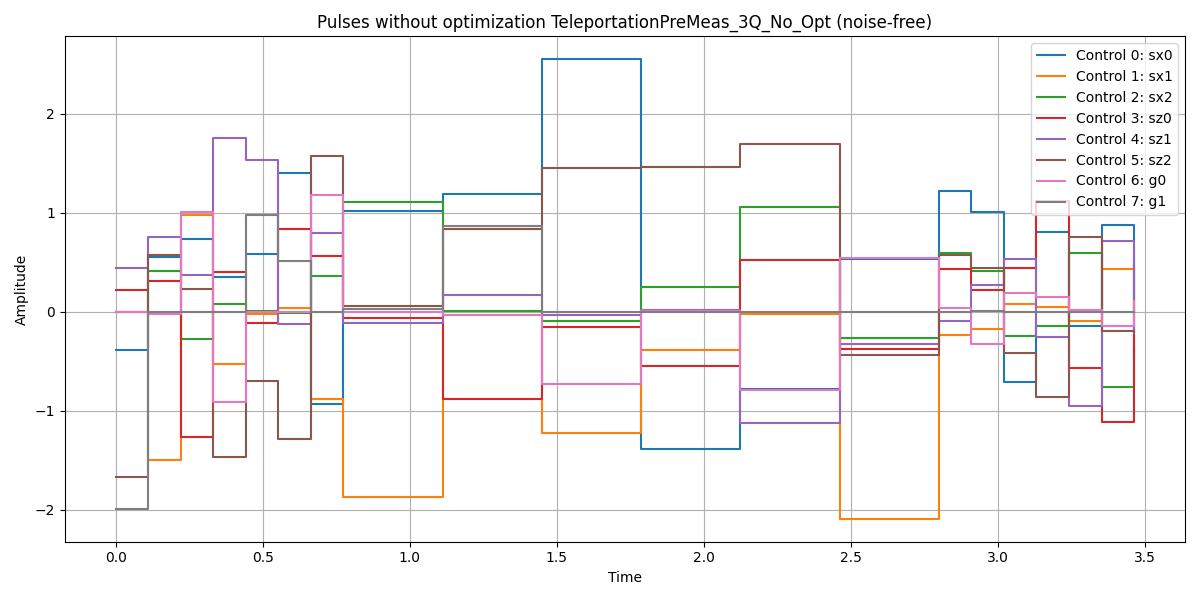 Pulses without optimization TeleportationPreMeas_3Q_No_Opt (noise-free)
Control 0: sx0
Control 1: sx1
Control 2: sx2
Control 3: sz0
Control 4: sz1
Control 5: sz2
Control 6: g0
Control 7: g1
Amplitude
2
1
0
−1
−2
0.0
0.5
1.0
1.5
2.0
2.5
3.0
3.5
Time